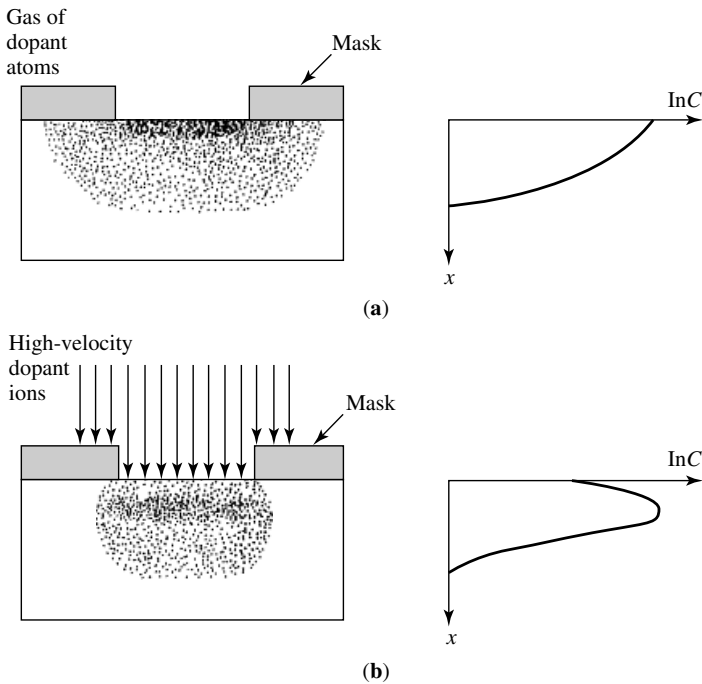 Gas of
dopant
atoms
Mask
lnC
x
(a)
High-velocity
dopant
ions
Mask
lnC
x
(b)